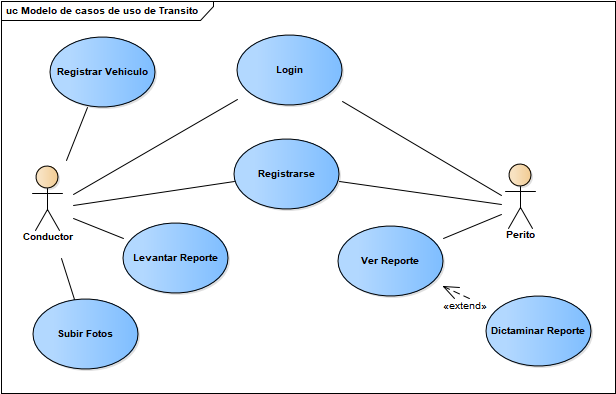 uc Modelo de casos de uso de Transito
Registrar Vehiculo
Login
Registrarse
Conductor
Perito
Levantar Reporte
Ver Reporte
«extend»
Subir Fotos
Dictaminar Reporte